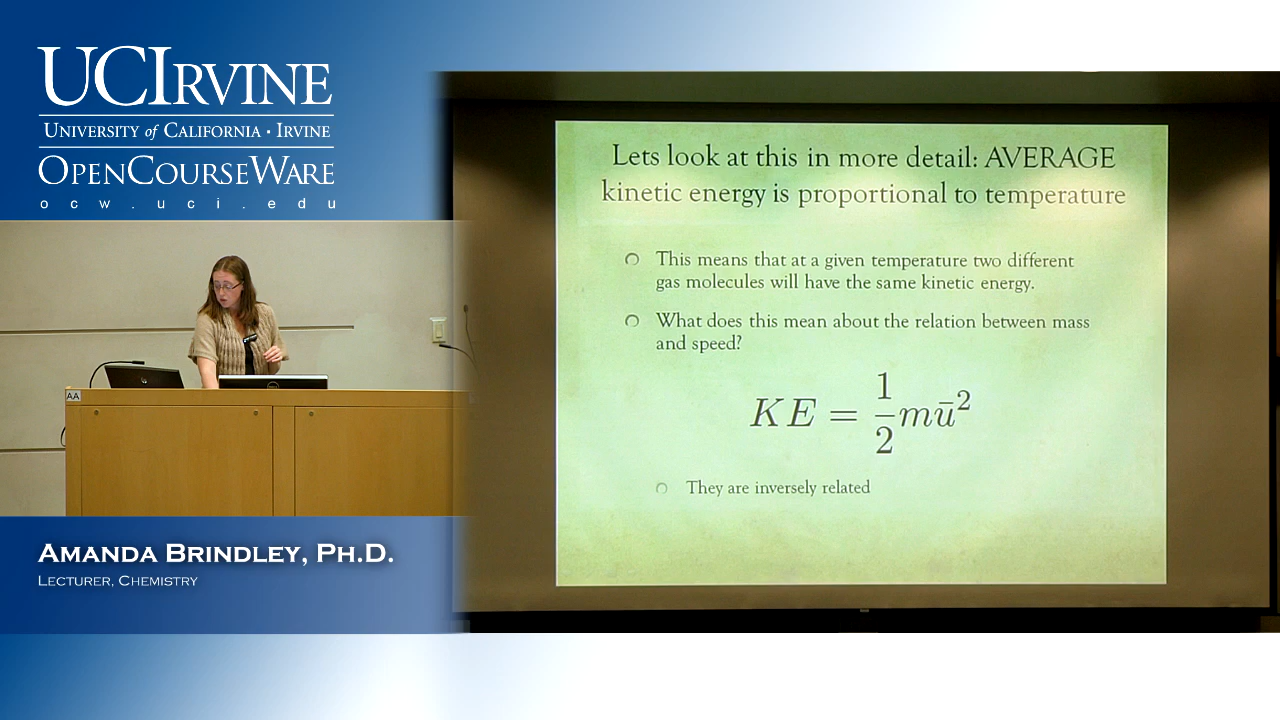 UCIRVINE
UNIVERSITY of CALIFORNIA · IRVINE
OPENCOURSEWARE
ocw.uci.edu
AA
AMANDA BRINDLEY, PH.D.
LECTURER, CHEMISTRY
Lets look at this in more detail: AVERAGE
kinetic energy is proportional to temperature
This means that at a given temperature two different
gas molecules will have the same kinetic energy.
What does this mean about the relation between mass
and speed?
KE = 1/2 mū²
They are inversely related